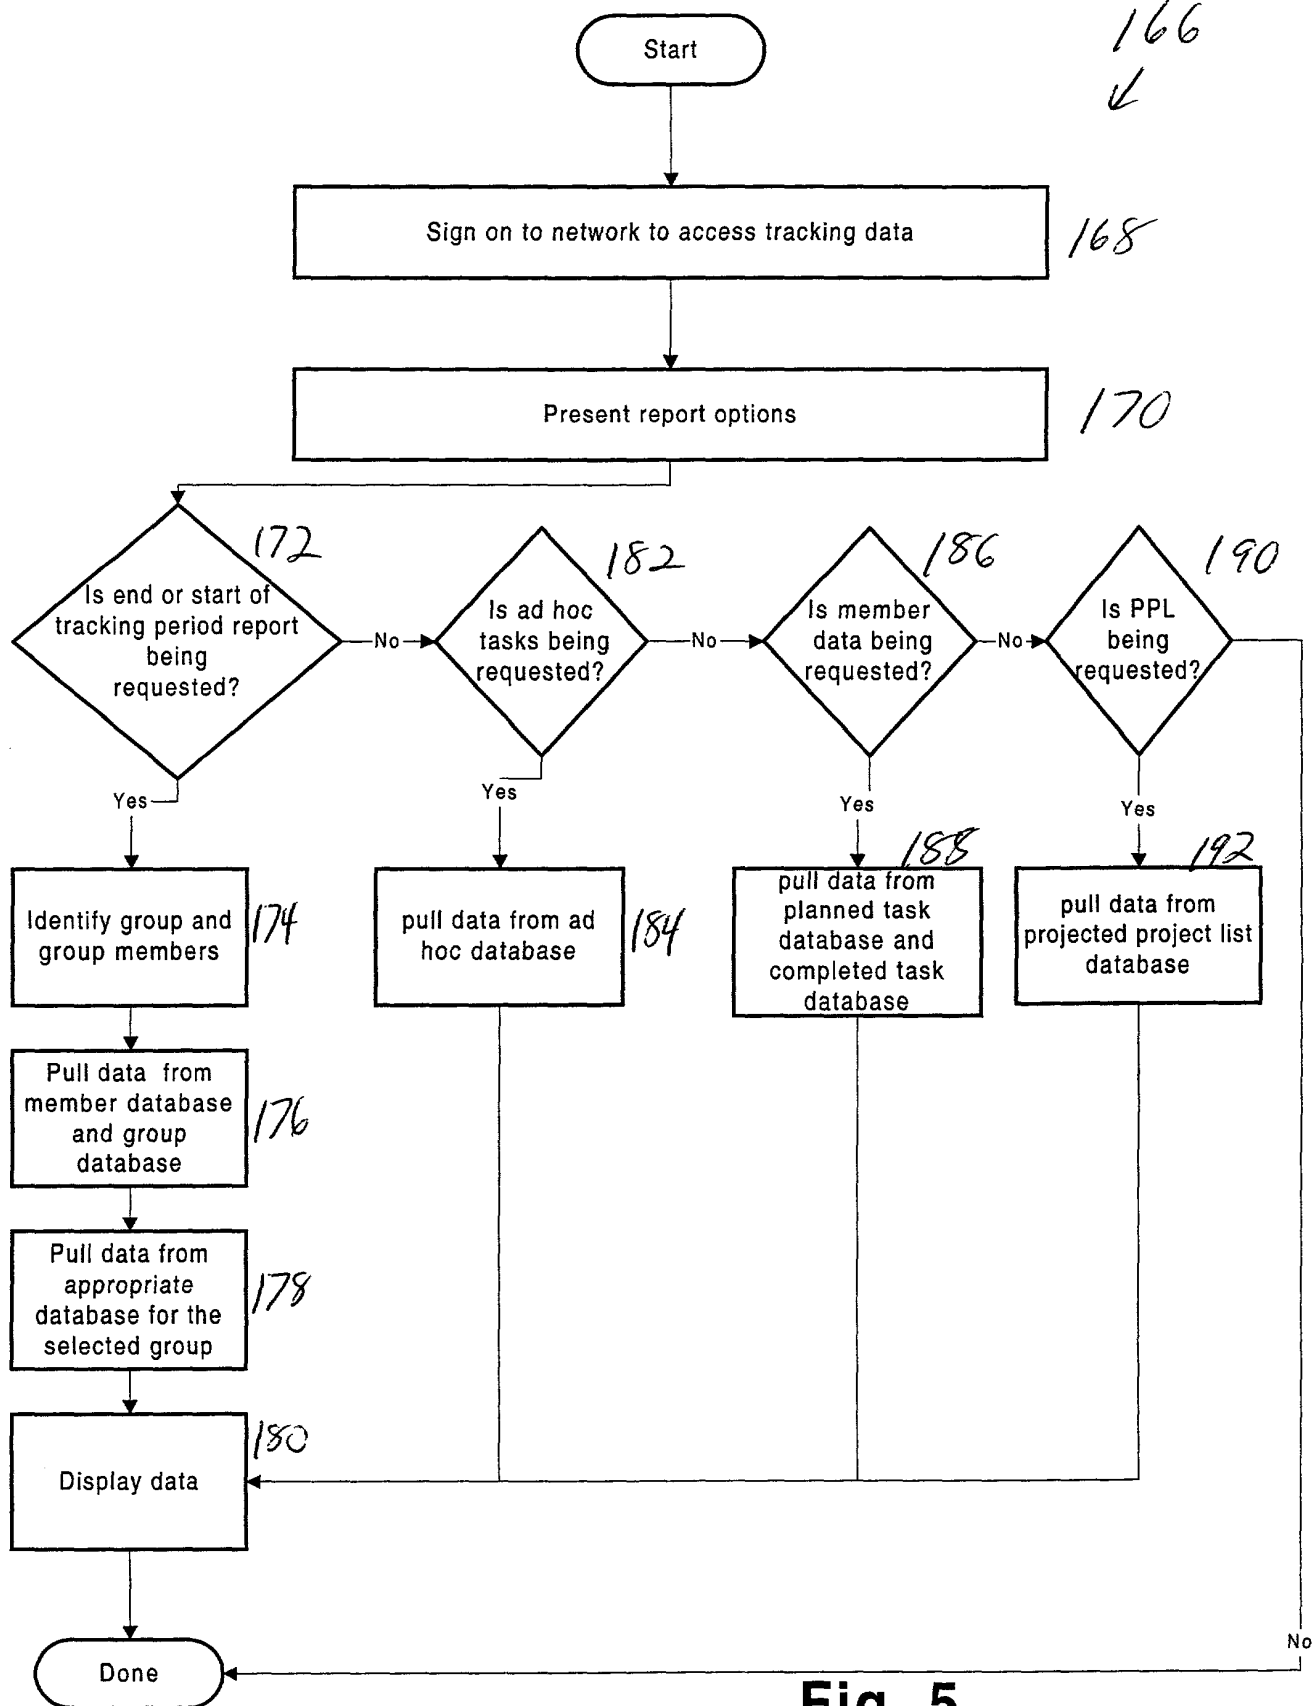 Start
166
Sign on to network to access tracking data
168
Present report options
170
172
Is end or start of
tracking period report
being
requested?
No
182
Is ad hoc
tasks being
requested?
No
186
Is member
data being
requested?
No
190
Is PPL
being
requested?
Yes
Yes
Yes
Yes
Identify group and
group members
174
pull data from ad
hoc database
184
188
pull data from
planned task
database and
completed task
database
192
pull data from
projected project list
database
Pull data from
member database
and group
database
176
Pull data from
appropriate
database for the
selected group
178
Display data
180
No
Done
Fig. 5